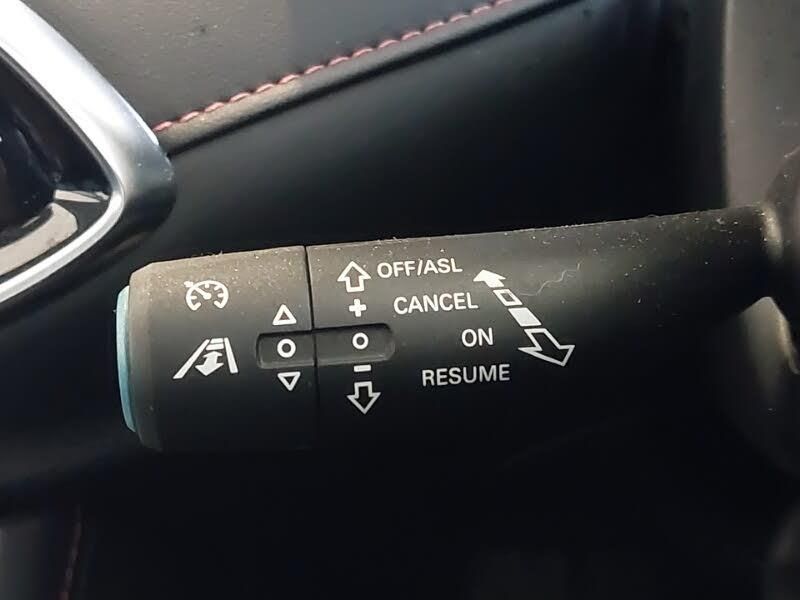 OFF/ASL
+ CANCEL
ON
- RESUME